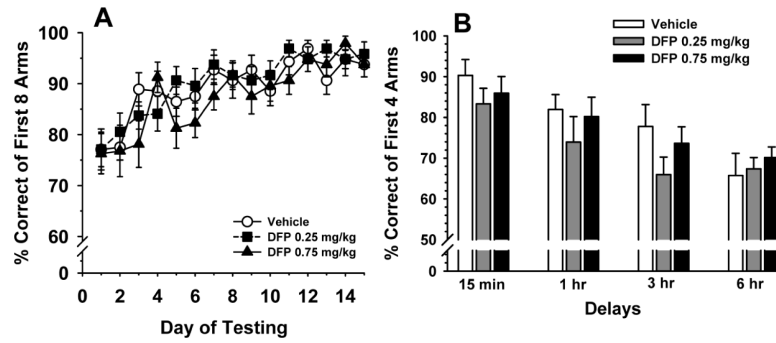 A
% Correct of First 8 Arms
100
90
80
70
60
0
Vehicle
DFP 0.25 mg/kg
DFP 0.75 mg/kg
0 2 4 6 8 10 12 14
Day of Testing
B
% Correct of First 4 Arms
100
90
80
70
60
50
0
Vehicle
DFP 0.25 mg/kg
DFP 0.75 mg/kg
15 min 1 hr 3 hr 6 hr
Delays